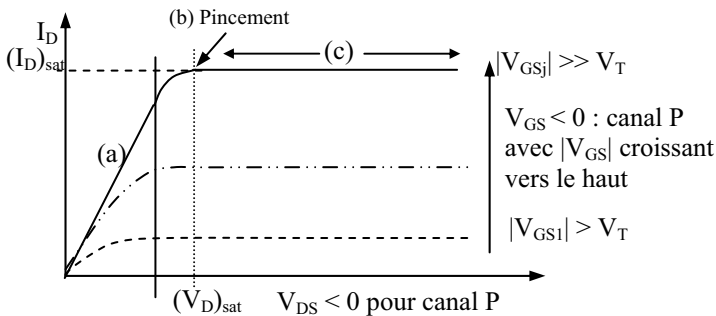 (b) Pincement
I_D
(I_D)_sat
(c)
|V_GSj| >> V_T
V_GS < 0 : canal P
avec |V_GS| croissant
vers le haut
(a)
|V_GS1| > V_T
(V_D)_sat
V_DS < 0 pour canal P